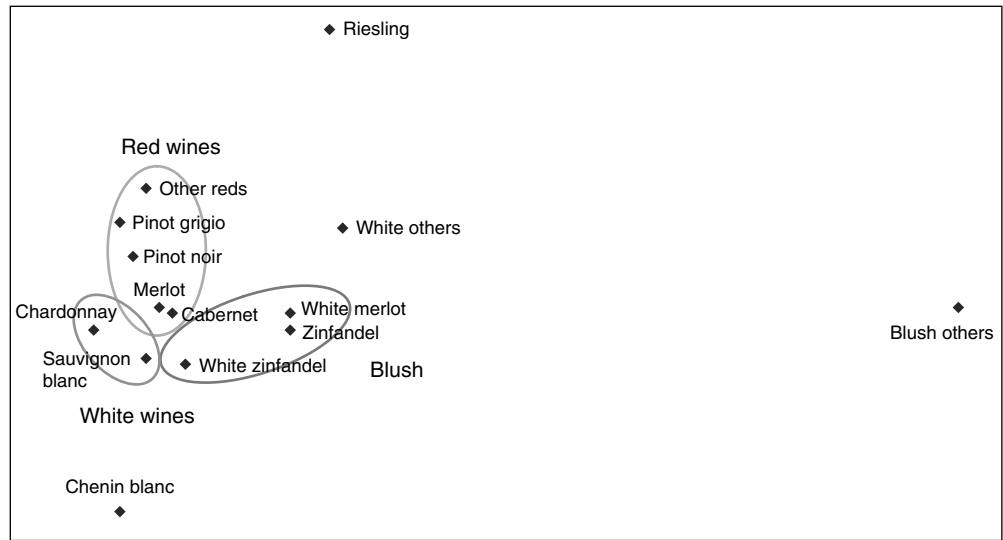 Riesling
Red wines
Other reds
Pinot grigio
White others
Pinot noir
Merlot
Chardonnay
Cabernet
White merlot
Zinfandel
Blush others
Sauvignon
blanc
White zinfandel
Blush
White wines
Chenin blanc